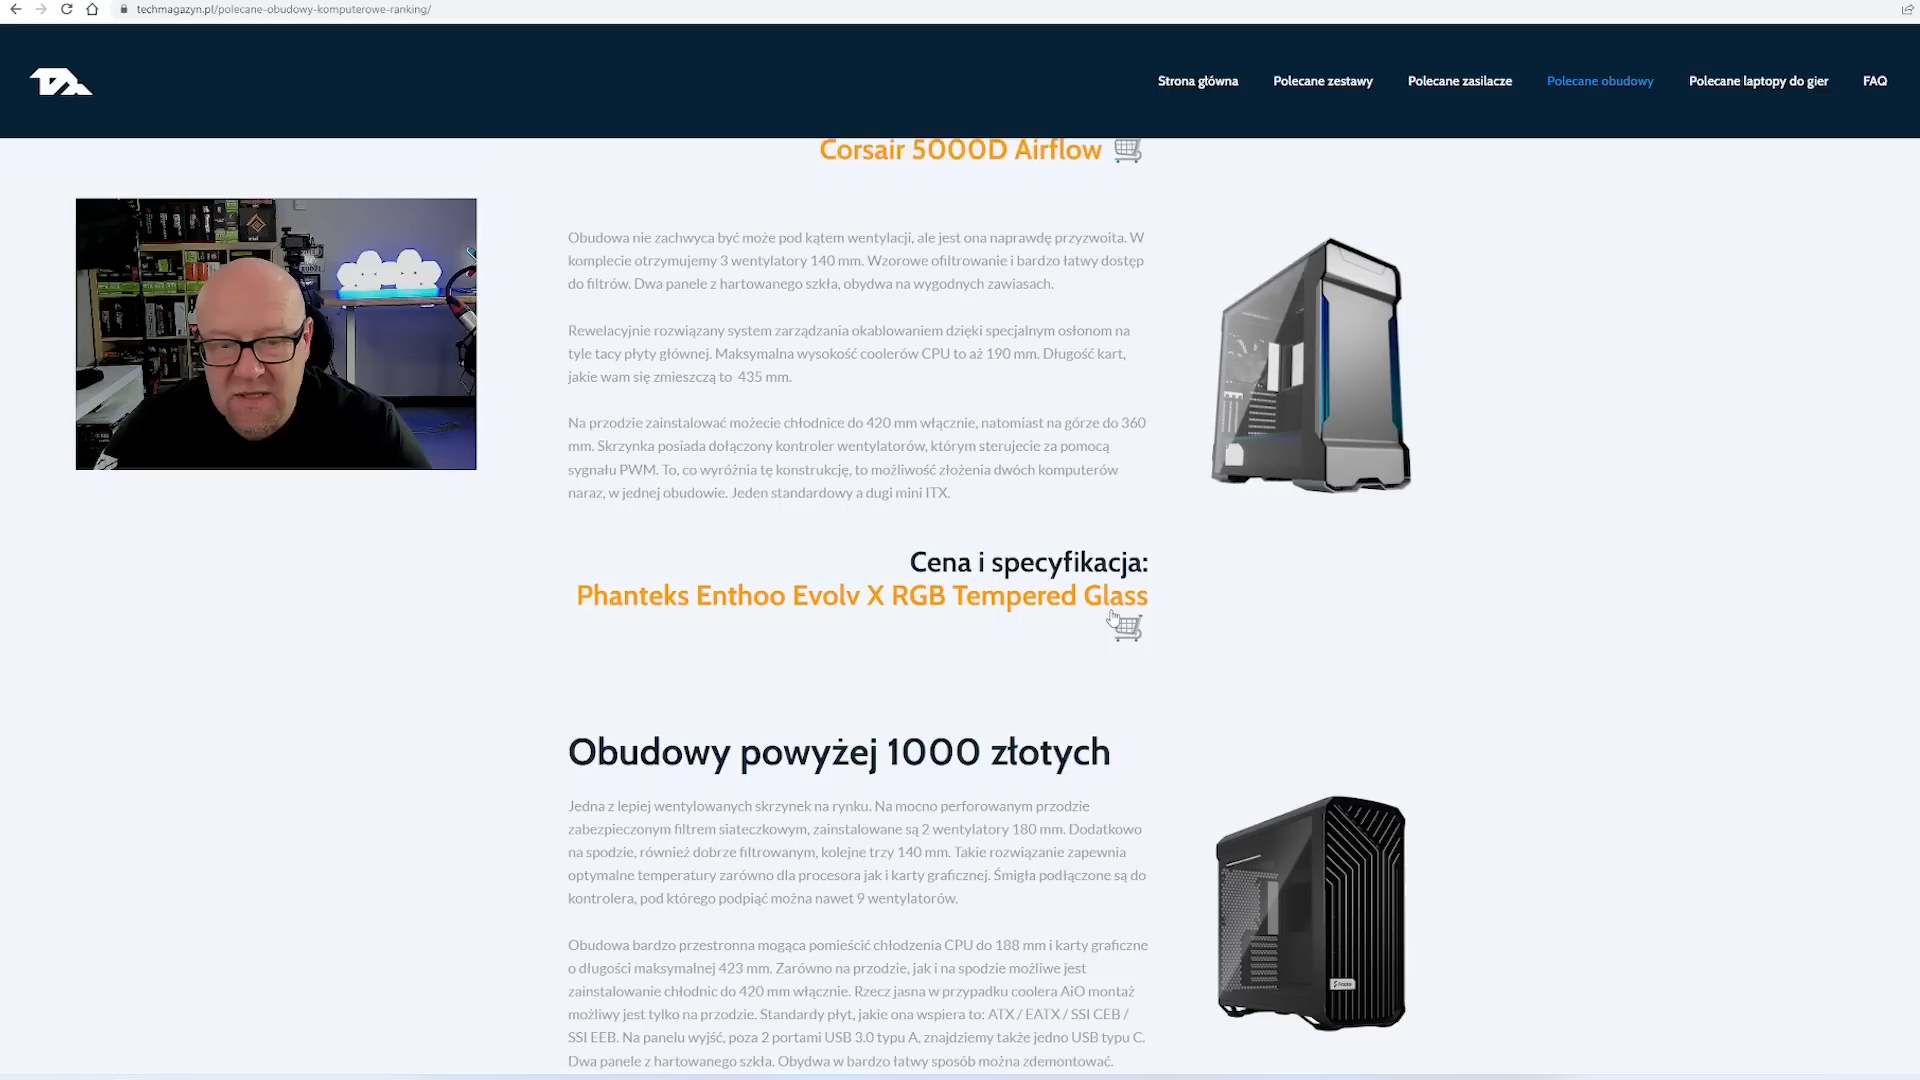 techmagazyn.pl/polecane-obudowy-komputerowe-ranking/
Strona główna
Polecane zestawy
Polecane zasilacze
Polecane obudowy
Polecane laptopy do gier
FAQ
Corsair 5000D Airflow
Obudowa nie zachwyca być może pod kątem wentylacji, ale jest ona naprawdę przyzwoita. W
komplecie otrzymujemy 3 wentylatory 140 mm. Wzorowe ofiltrowanie i bardzo łatwy dostęp
do filtrów. Dwa panele z hartowanego szkła, obydwa na wygodnych zawiasach.
Rewelacyjnie rozwiązany system zarządzania okablowaniem dzięki specjalnym osłonom na
tyle tacy płyty głównej. Maksymalna wysokość coolerów CPU to aż 190 mm. Długość kart,
jakie wam się zmieszczą to 435 mm.
Na przodzie zainstalować możecie chłodnice do 420 mm włącznie, natomiast na górze do 360
mm. Skrzynka posiada dołączony kontroler wentylatorów, którym sterujecie za pomocą
sygnału PWM. To, co wyróżnia tę konstrukcję, to możliwość złożenia dwóch komputerów
naraz, w jednej obudowie. Jeden standardowy a dugi mini ITX.
Cena i specyfikacja:
Phanteks Enthoo Evolv X RGB Tempered Glass
Obudowy powyżej 1000 złotych
Jedna z lepiej wentylowanych skrzynek na rynku. Na mocno perforowanym przodzie
zabezpieczonym filtrem siateczkowym, zainstalowane są 2 wentylatory 180 mm. Dodatkowo
na spodzie, również dobrze filtrowanym, kolejne trzy 140 mm. Takie rozwiązanie zapewnia
optymalne temperatury zarówno dla procesora jak i karty graficznej. Śmigła podłączone są do
kontrolera, pod którego podpiąć można nawet 9 wentylatorów.
Obudowa bardzo przestronna mogąca pomieścić chłodzenia CPU do 188 mm i karty graficzne
o długości maksymalnej 423 mm. Zarówno na przodzie, jak i na spodzie możliwe jest
zainstalowanie chłodnic do 420 mm włącznie. Rzecz jasna w przypadku coolera AiO montaż
możliwy jest tylko na przodzie. Standardy płyt, jakie ona wspiera to: ATX / EATX / SSI CEB /
SSI EEB. Na panelu wyjść, poza 2 portami USB 3.0 typu A, znajdziemy także jedno USB typu C.
Dwa panele z hartowanego szkła. Obydwa w bardzo łatwy sposób można zdemontować.